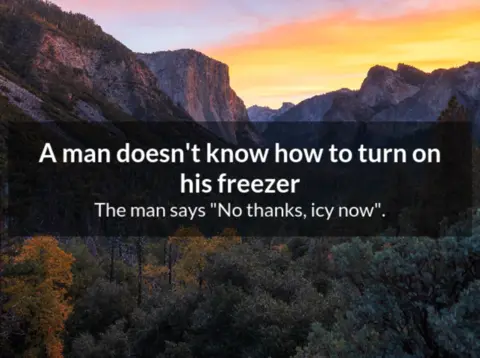 A man doesn't know how to turn on
his freezer
The man says "No thanks, icy now".